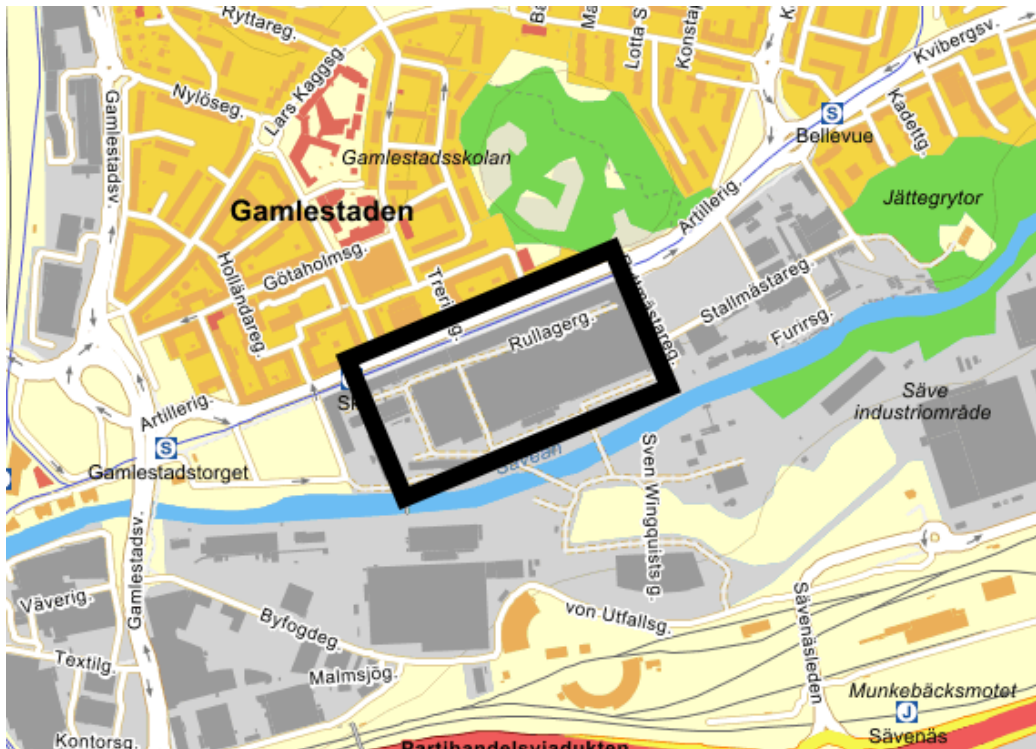 Ryttareg.
Lotta S
Konstap
Kvibergsv.
Nylöseg.
Lars Kaggsg.
Gamlestadsv.
S
Bellevue
Kadettg.
Gamlestadsskolan
Jättegrytor
Gamlestaden
Artillerig.
Götaholmsg.
Holländareg.
Stallmästareg.
Rullagerg.
Furirsg.
Säve
industriområde
Artillerig.
S
Gamlestadstorget
Säveån
Sven Wingquists g.
Gamlestadsv.
Väverig.
Byfogdeg.
von Utfallsg.
Sävenäsleden
Textilg.
Malmsjög.
Munkebäcksmotet
J
Sävenäs
Kontorsg.
Partihandelsviadukten